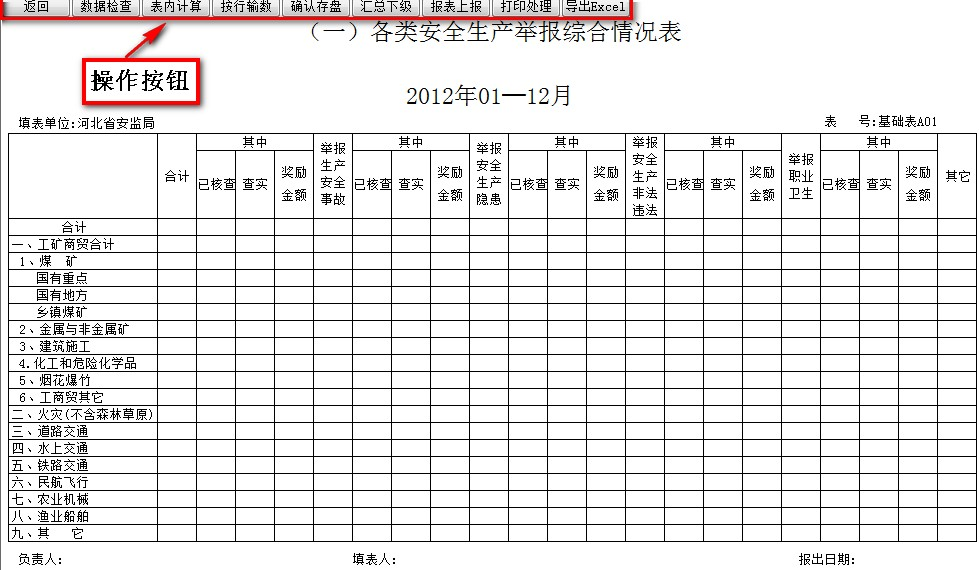 返回 数据检查 表内计算 按行输数 确认存盘 汇总下级 报表上报 打印处理 导出Excel
(一)各类安全生产举报综合情况表
操作按钮
2012年01—12月
填表单位:河北省安监局 表 号:基础表A01
合计 其中 举报生产安全事故 其中 举报安全生产隐患 其中 举报安全生产非法违法 其中 举报职业卫生 其中 其它
已核查 查实 奖励金额 已核查 查实 奖励金额 已核查 查实 奖励金额 已核查 查实 奖励金额 已核查 查实 奖励金额
合计
一、工矿商贸合计
1、煤 矿
国有重点
国有地方
乡镇煤矿
2、金属与非金属矿
3、建筑施工
4.化工和危险化学品
5、烟花爆竹
6、工商贸其它
二、火灾(不含森林草原)
三、道路交通
四、水上交通
五、铁路交通
六、民航飞行
七、农业机械
八、渔业船舶
九、其 它
负责人: 填表人: 报出日期: